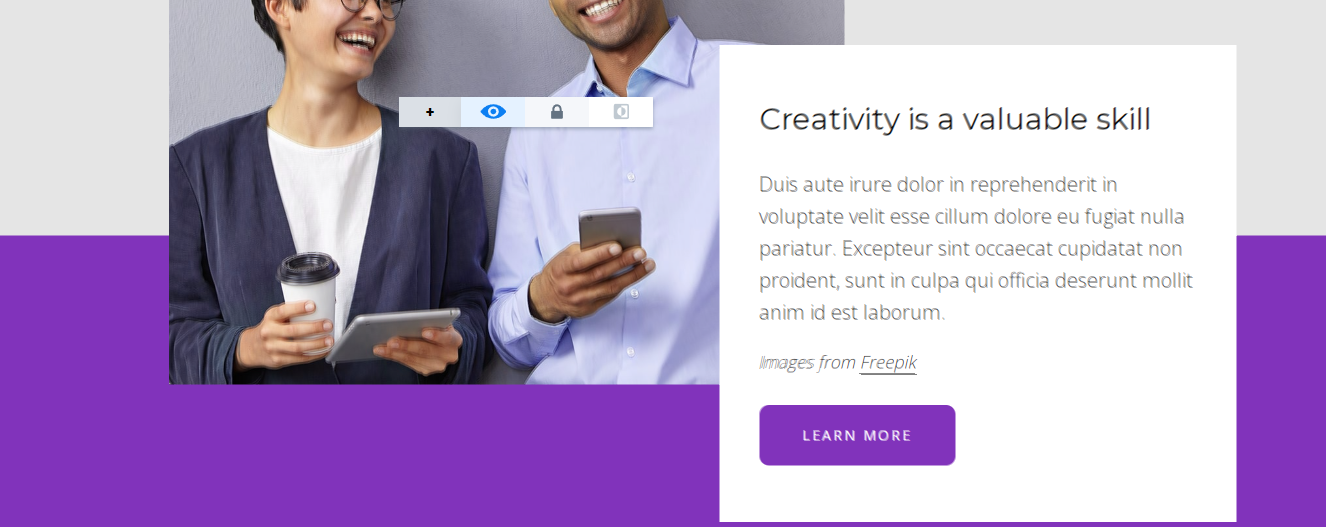 Creativity is a valuable skill
Duis aute irure dolor in reprehenderit in
voluptate velit esse cillum dolore eu fugiat nulla
pariatur. Excepteur sint occaecat cupidatat non
proident, sunt in culpa qui officia deserunt mollit
anim id est laborum.
Images from Freepik
LEARN MORE